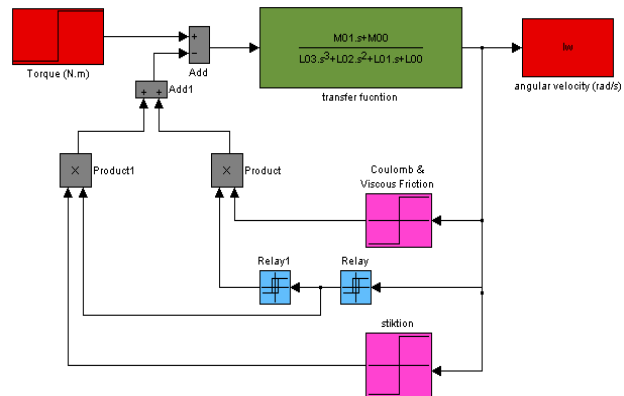 M01.s+M00
L03.s³+L02.s²+L01.s+L00
transfer fucntion
Torque (N.m)
+
−
Add
Iw
angular velocity (rad/s)
+ +
Add1
×
Product1
×
Product
Coulomb &
Viscous Friction
Relay1
Relay
stiktion